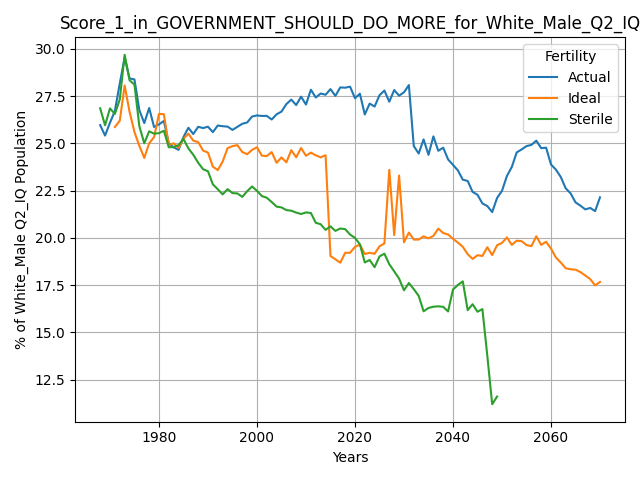 Score_1_in_GOVERNMENT_SHOULD_DO_MORE_for_White_Male_Q2_IQ
30.0
27.5
25.0
22.5
20.0
17.5
15.0
12.5
% of White_Male Q2_IQ Population
Fertility
Actual
Ideal
Sterile
1980
2000
2020
2040
2060
Years